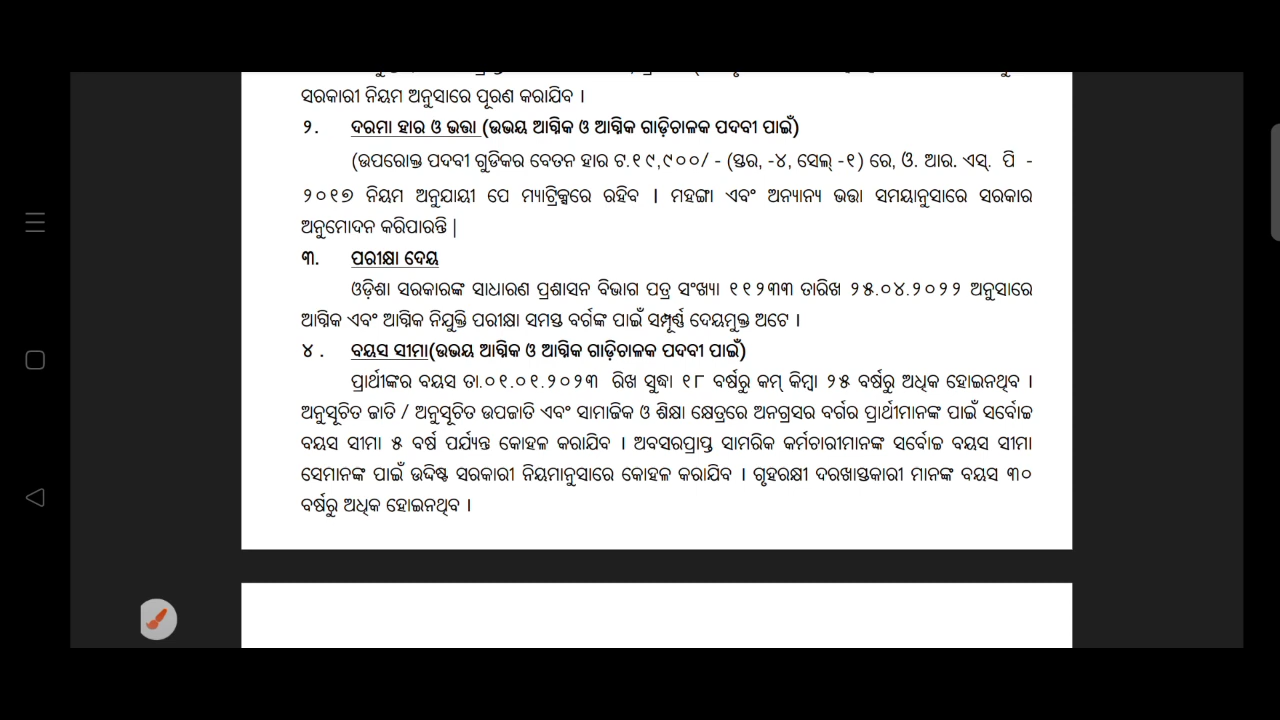 ସରକାରୀ ନିୟମ ଅନୁସାରେ ପୂରଣ କରାଯିବ ।
୨. ଦରମା ହାର ଓ ଭତ୍ତା (ଉଭୟ ଆଗ୍ନିକ ଓ ଆଗ୍ନିକ ଗାଡ଼ିଚାଳକ ପଦବୀ ପାଇଁ)
(ଉପରୋକ୍ତ ପଦବୀ ଗୁଡିକର ବେତନ ହାର ଟ.୧୯,୯୦୦/ - (ସ୍ତର, -୪, ସେଲ୍ -୧) ରେ, ଓ. ଆର. ଏସ୍. ପି -
୨୦୧୭ ନିୟମ ଅନୁଯାୟୀ ପେ ମ୍ୟାଟ୍ରିକ୍ସରେ ରହିବ । ମହଙ୍ଗା ଏବଂ ଅନ୍ୟାନ୍ୟ ଭତ୍ତା ସମୟାନୁସାରେ ସରକାର
ଅନୁମୋଦନ କରିପାରନ୍ତି |
୩. ପରୀକ୍ଷା ଦେୟ
ଓଡ଼ିଶା ସରକାରଙ୍କ ସାଧାରଣ ପ୍ରଶାସନ ବିଭାଗ ପତ୍ର ସଂଖ୍ୟା ୧୧୨୩୩ ତାରିଖ ୨୫.୦୪.୨୦୨୨ ଅନୁସାରେ
ଆଗ୍ନିକ ଏବଂ ଆଗ୍ନିକ ନିଯୁକ୍ତି ପରୀକ୍ଷା ସମସ୍ତ ବର୍ଗଙ୍କ ପାଇଁ ସମ୍ପୂର୍ଣ୍ଣ ଦେୟମୁକ୍ତ ଅଟେ ।
୪ . ବୟସ ସୀମା(ଉଭୟ ଆଗ୍ନିକ ଓ ଆଗ୍ନିକ ଗାଡ଼ିଚାଳକ ପଦବୀ ପାଇଁ)
ପ୍ରାର୍ଥୀଙ୍କର ବୟସ ତା.୦୧.୦୧.୨୦୨୩ ରିଖ ସୁଦ୍ଧା ୧୮ ବର୍ଷରୁ କମ୍ କିମ୍ବା ୨୫ ବର୍ଷରୁ ଅଧିକ ହୋଇନଥିବ ।
ଅନୁସୂଚିତ ଜାତି / ଅନୁସୂଚିତ ଉପଜାତି ଏବଂ ସାମାଜିକ ଓ ଶିକ୍ଷା କ୍ଷେତ୍ରରେ ଅନଗ୍ରସର ବର୍ଗର ପ୍ରାର୍ଥୀମାନଙ୍କ ପାଇଁ ସର୍ବୋଚ୍ଚ
ବୟସ ସୀମା ୫ ବର୍ଷ ପର୍ଯ୍ୟନ୍ତ କୋହଳ କରାଯିବ । ଅବସରପ୍ରାପ୍ତ ସାମରିକ କର୍ମଚାରୀମାନଙ୍କ ସର୍ବୋଚ୍ଚ ବୟସ ସୀମା
ସେମାନଙ୍କ ପାଇଁ ଉଦ୍ଦିଷ୍ଟ ସରକାରୀ ନିୟମାନୁସାରେ କୋହଳ କରାଯିବ । ଗୃହରକ୍ଷୀ ଦରଖାସ୍ତକାରୀ ମାନଙ୍କ ବୟସ ୩୦
ବର୍ଷରୁ ଅଧିକ ହୋଇନଥିବ ।